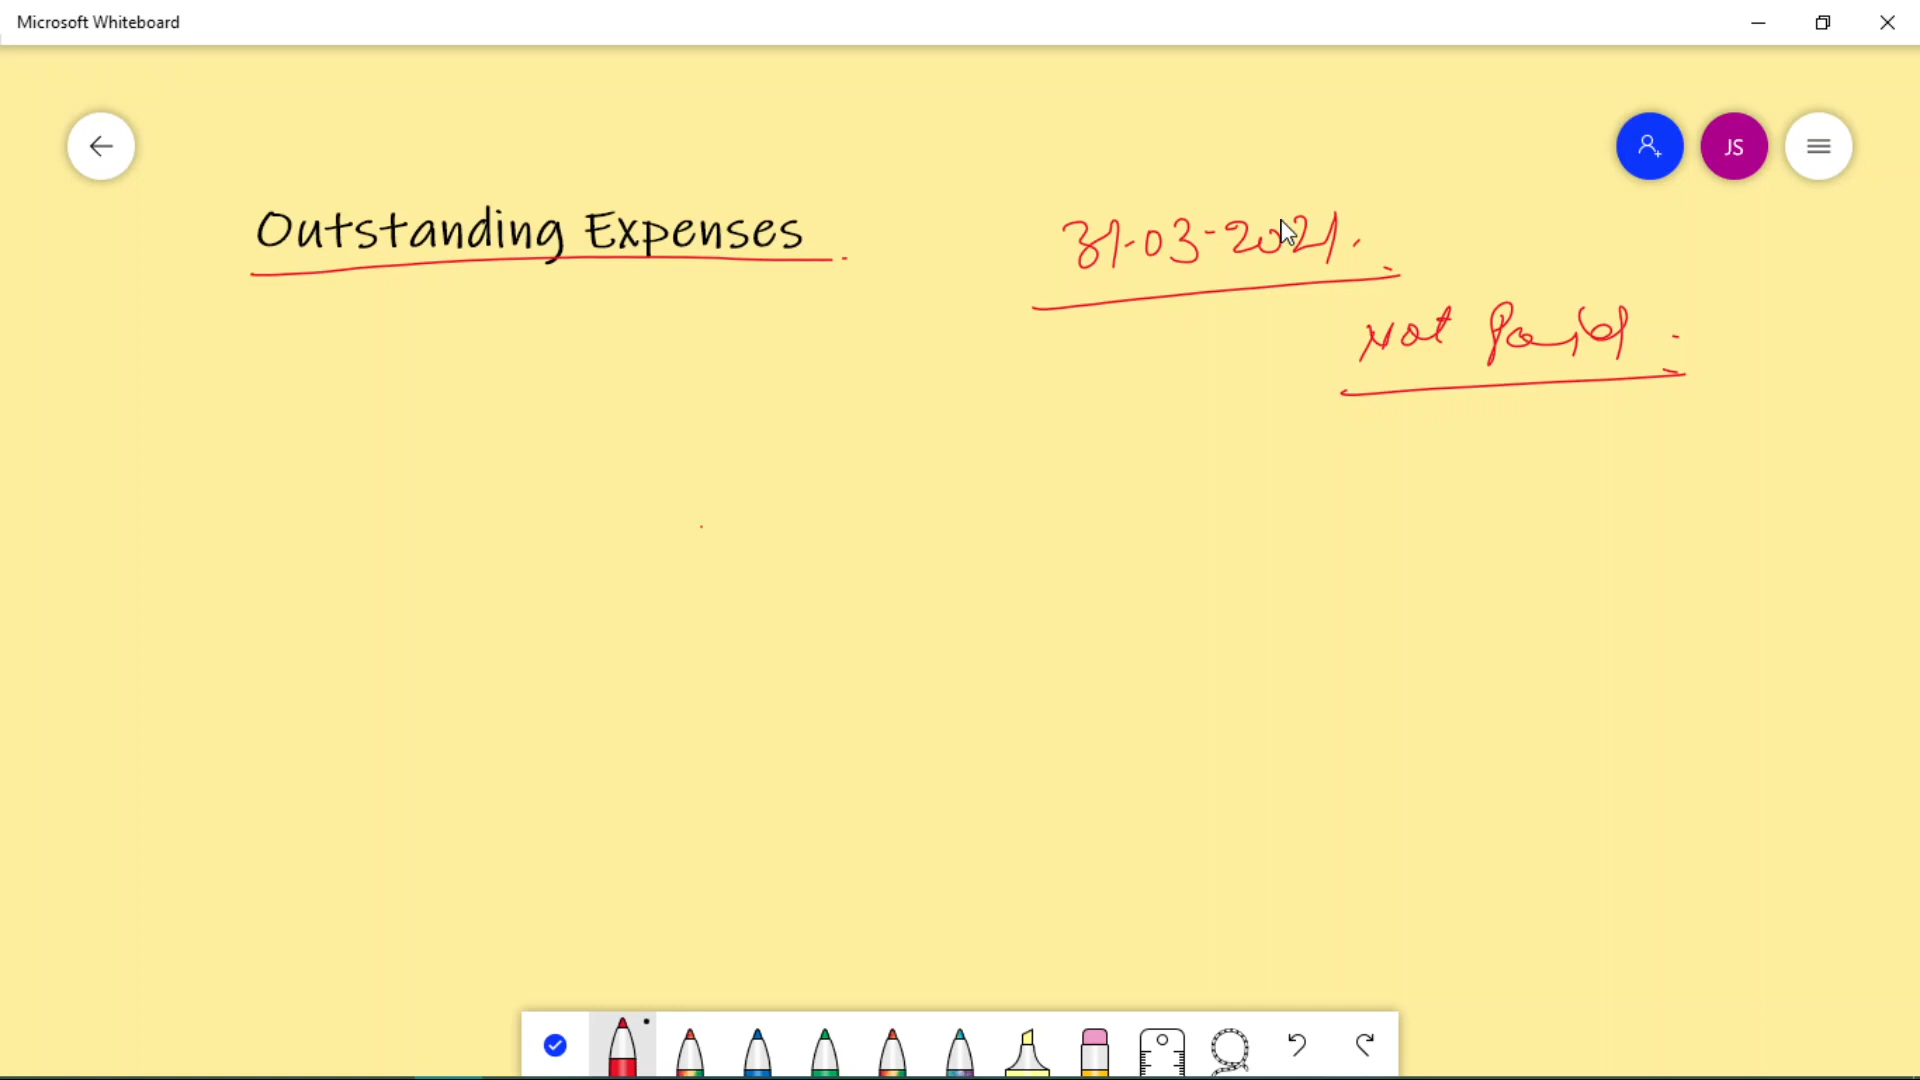 Microsoft Whiteboard
JS
Outstanding Expenses
31-03-2021.
Not Paid